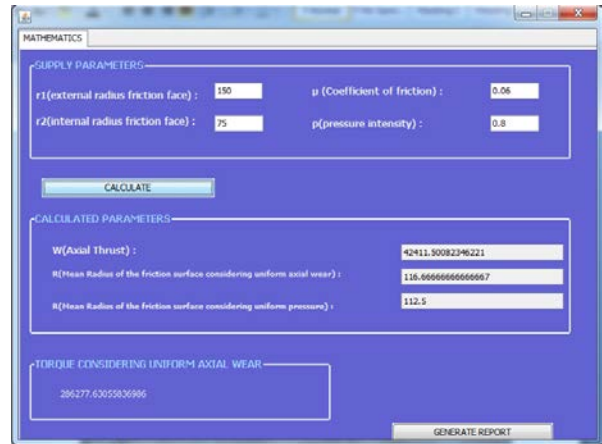 MATHEMATICS
SUPPLY PARAMETERS
r1(external radius friction face) :
150
μ (Coefficient of friction) :
0.06
r2(internal radius friction face) :
75
p(pressure intensity) :
0.8
CALCULATE
CALCULATED PARAMETERS
W(Axial Thrust) :
42411.50082346221
R(Mean Radius of the friction surface considering uniform axial wear) :
116.66666666666667
R(Mean Radius of the friction surface considering uniform pressure) :
112.5
TORQUE CONSIDERING UNIFORM AXIAL WEAR
286277.63055836986
GENERATE REPORT